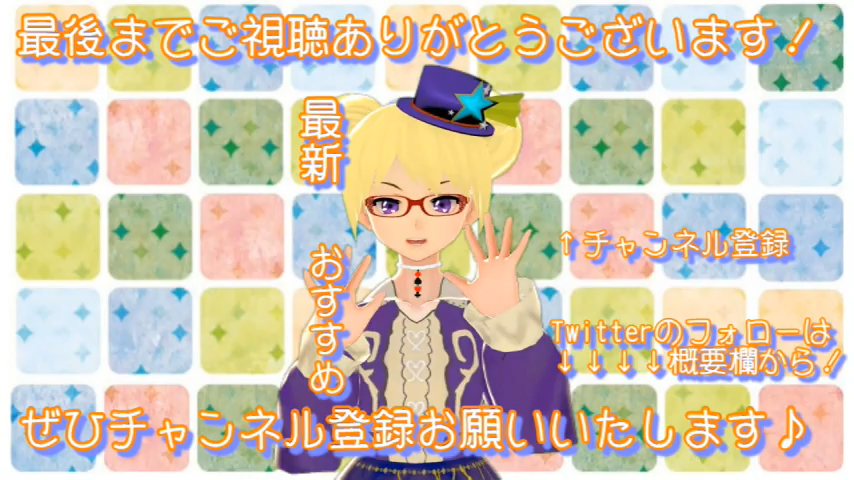 最後までご視聴ありがとうございます！
最新
おすすめ
↑チャンネル登録
Twitterのフォローは
↓↓↓↓概要欄から！
ぜひチャンネル登録お願いいたします♪